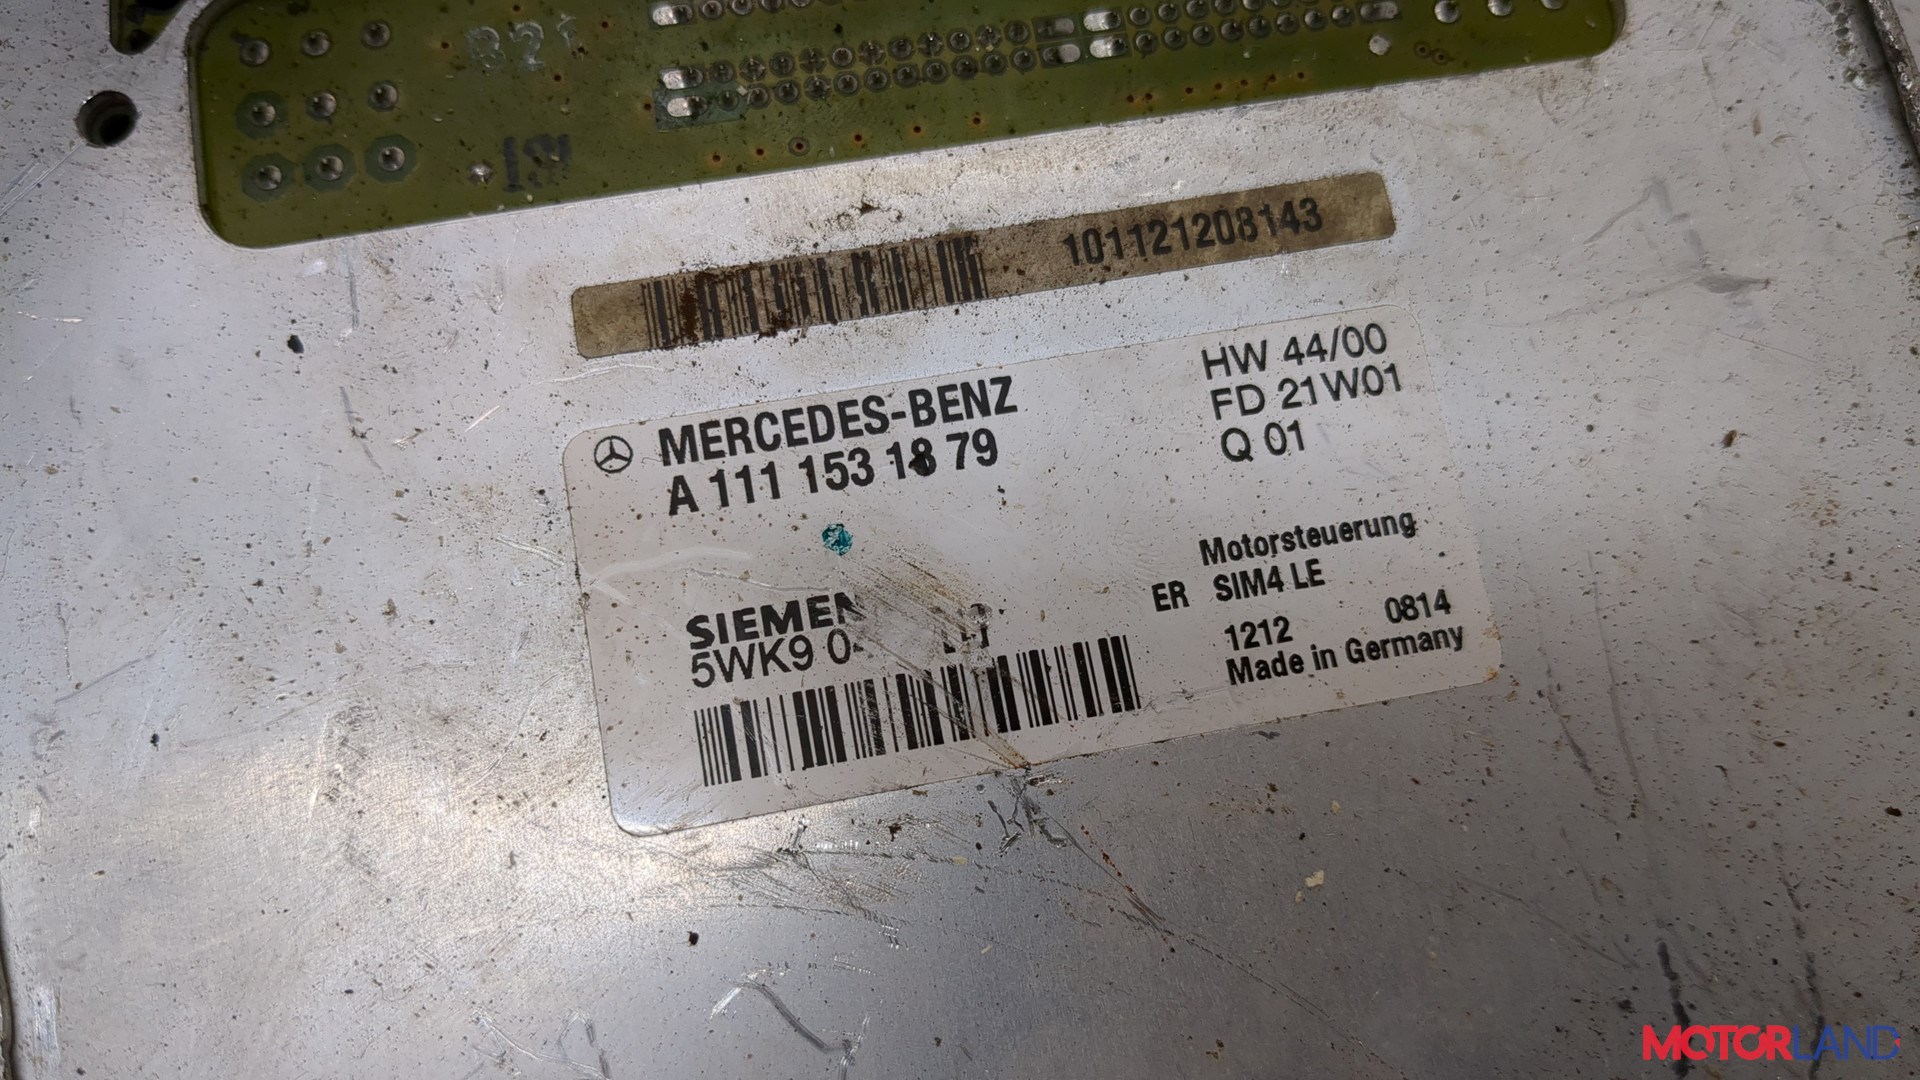 101121208143
MERCEDES-BENZ
A 111 153 18 79
HW 44/00
FD 21W01
Q 01
Motorsteuerung
ER SIM4 LE
1212 0814
Made in Germany
5WK9
MOTORLAND